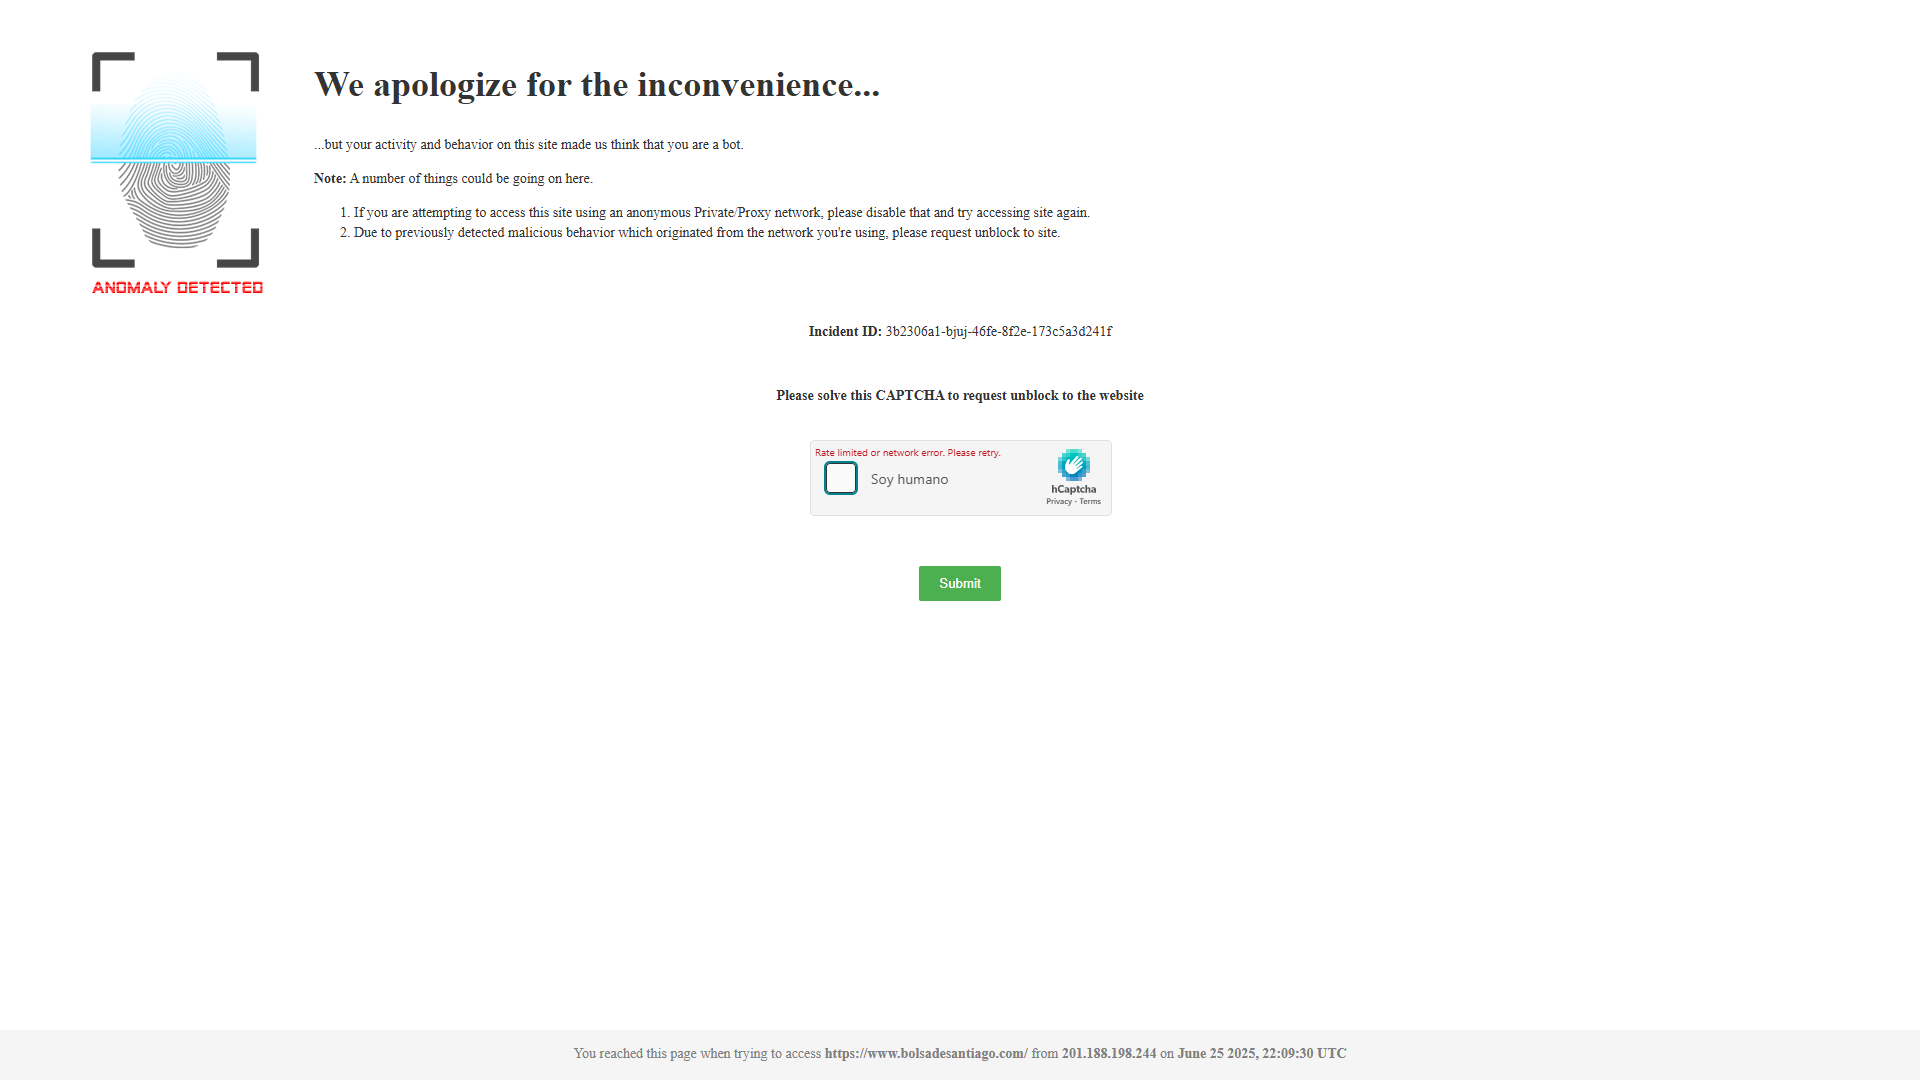 We apologize for the inconvenience...
...but your activity and behavior on this site made us think that you are a bot.
Note: A number of things could be going on here.
1. If you are attempting to access this site using an anonymous Private/Proxy network, please disable that and try accessing site again.
2. Due to previously detected malicious behavior which originated from the network you're using, please request unblock to site.
ANOMALY DETECTED
Incident ID: 3b2306a1-bjuj-46fe-8f2e-173c5a3d241f
Please solve this CAPTCHA to request unblock to the website
Rate limited or network error. Please retry.
Soy humano
hCaptcha
Privacy - Terms
Submit
You reached this page when trying to access https://www.bolsadesantiago.com/ from 201.188.198.244 on June 25 2025, 22:09:30 UTC